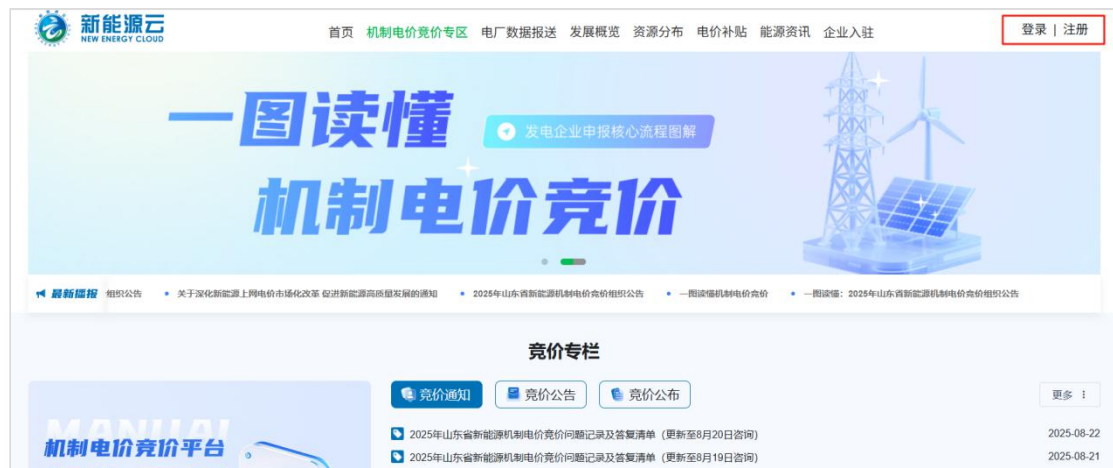 新能源云
NEW ENERGY CLOUD
首页 机制电价竞价专区 电厂数据报送 发展概览 资源分布 电价补贴 能源资讯 企业入驻
登录 | 注册
一图读懂
发电企业申报核心流程图解
机制电价竞价
最新播报 组织公告 • 关于深化新能源上网电价市场化改革 促进新能源高质量发展的通知 • 2025年山东省新能源机制电价竞价组织公告 • 一图读懂机制电价竞价 • 一图读懂：2025年山东省新能源机制电价竞价组织公告
竞价专栏
竞价通知 竞价公告 竞价公布
更多
MANUAL
机制电价竞价平台
2025年山东省新能源机制电价竞价问题记录及答复清单（更新至8月20日咨询） 2025-08-22
2025年山东省新能源机制电价竞价问题记录及答复清单（更新至8月19日咨询） 2025-08-21